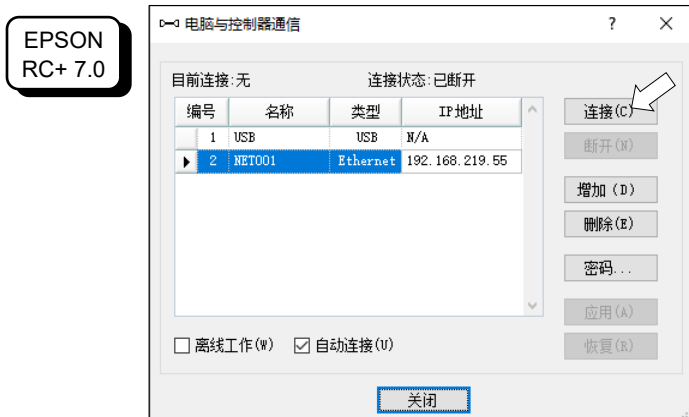 EPSON
RC+ 7.0
电脑与控制器通信
?
目前连接:无 连接状态:已断开
编号 名称 类型 IP地址
1 USB USB N/A
2 NET001 Ethernet 192.168.219.55
连接(C)
断开(N)
增加 (D)
删除(E)
密码...
应用(A)
恢复(R)
离线工作(W) 自动连接(U)
关闭